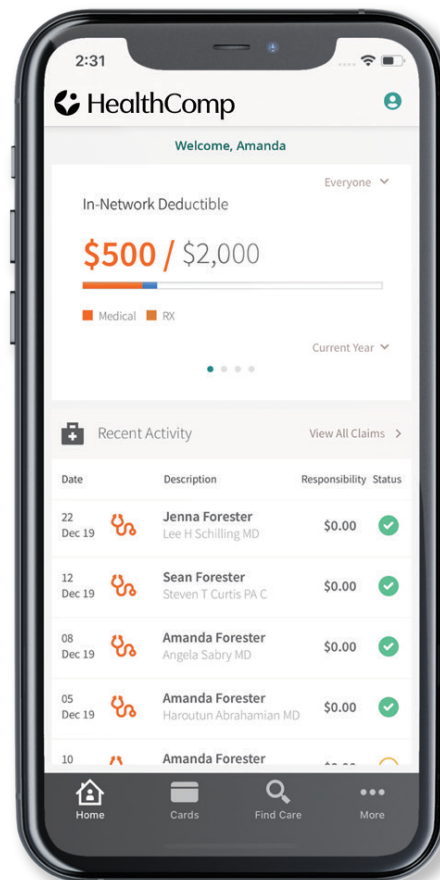 2:31
HealthComp
Welcome, Amanda
Everyone
In-Network Deductible
$500 / $2,000
Medical RX
Current Year
Recent Activity View All Claims >
Date Description Responsibility Status
22 Jenna Forester
Dec 19 Lee H Schilling MD $0.00
12 Sean Forester
Dec 19 Steven T Curtis PA C $0.00
08 Amanda Forester
Dec 19 Angela Sabry MD $0.00
05 Amanda Forester
Dec 19 Haroutun Abrahamian MD $0.00
10 Amanda Forester
Home Cards Find Care More